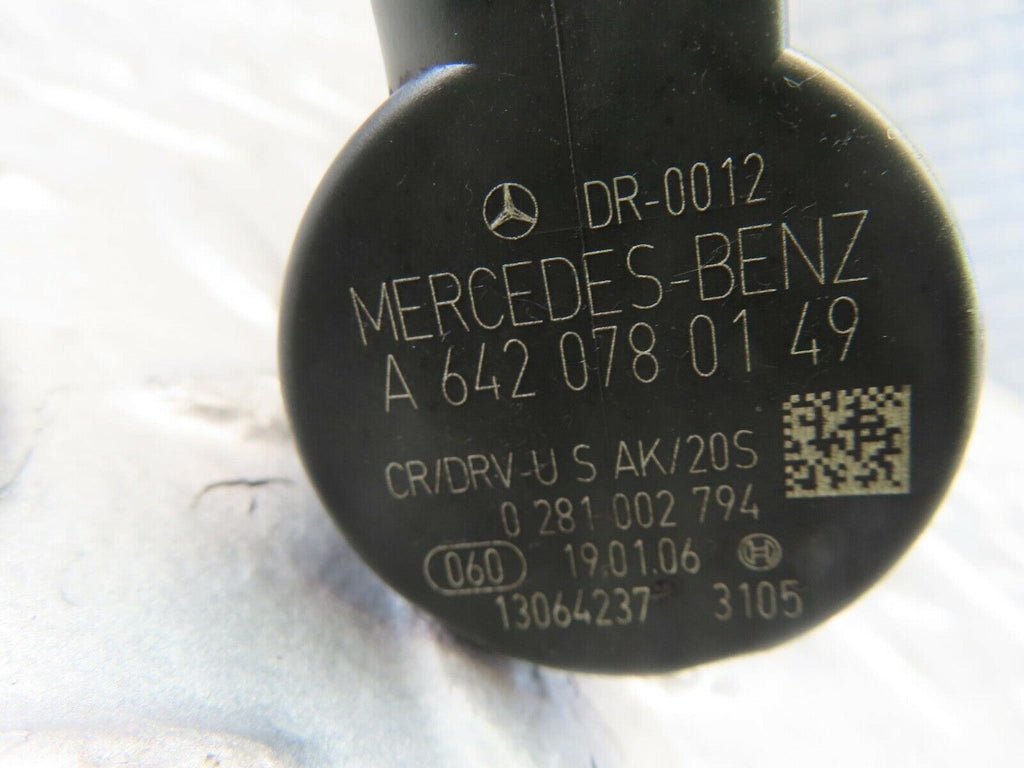 DR-0012
MERCEDES-BENZ
A 642 078 01 49
CR/DRV-U S AK/20S
0 281 002 794
060 19.01.06
13064237 3105